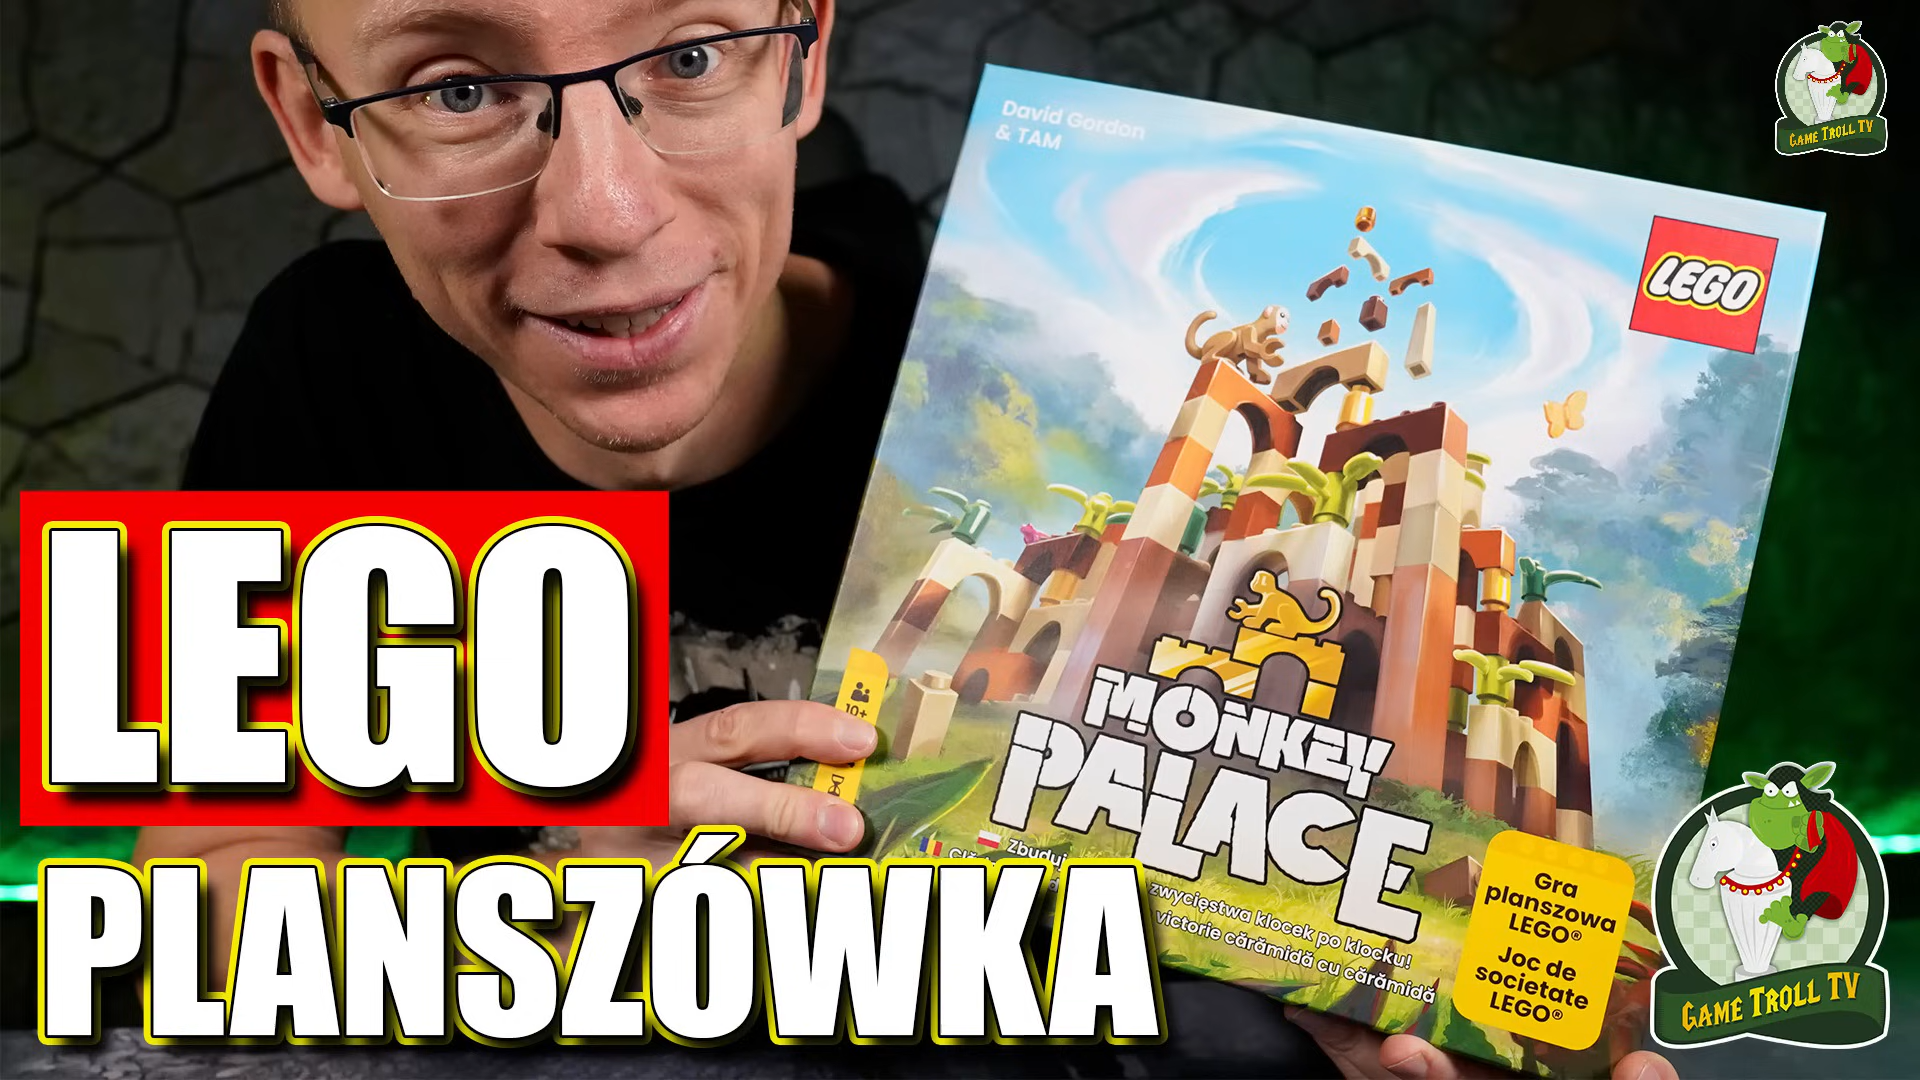 David Gordon
& TAM
LEGO
GAME TROLL TV
LEGO
PLANSZÓWKA
10+
MONKEY
PALACE
Zbuduj
zwycięstwa klocek po klocku!
victorie cărămidă cu cărămidă
Gra
planszowa
LEGO®
Joc de
societate
LEGO®
GAME TROLL TV